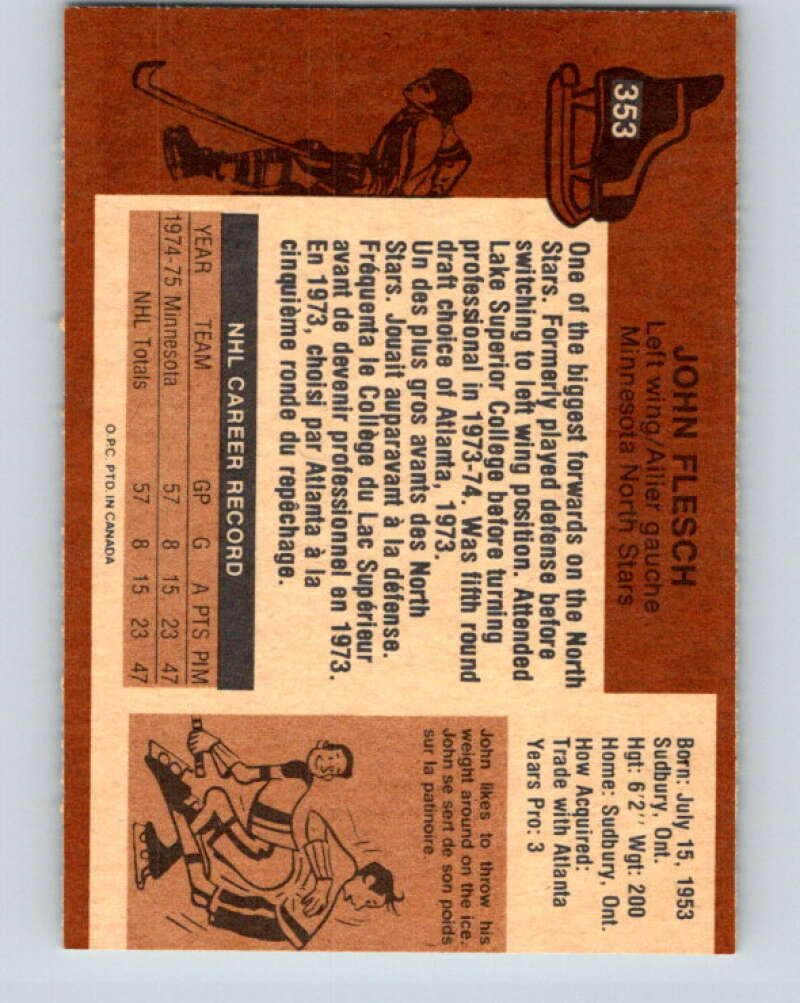 353
JOHN FLESCH
Left wing/Ailier gauche
Minnesota North Stars
One of the biggest forwards on the North
Stars. Formerly played defense before
switching to left wing position. Attended
Lake Superior College before turning
professional in 1973-74. Was fifth round
draft choice of Atlanta, 1973.
Un des plus gros avants des North
Stars. Jouait auparavant à la défense.
Fréquenta le Collège du Lac Supérieur
avant de devenir professionnel en 1973.
En 1973, choisi par Atlanta à la
cinquième ronde du repêchage.
NHL CAREER RECORD
YEAR TEAM GP G A PTS PIM
1974-75 Minnesota 57 8 15 23 47
NHL Totals 57 8 15 23 47
O.P.C. PTD. IN CANADA
Born: July 15, 1953
Sudbury, Ont.
Hgt: 6'2'' Wgt: 200
Home: Sudbury, Ont.
How Acquired:
Trade with Atlanta
Years Pro: 3
John likes to throw his
weight around on the ice.
John se sert de son poids
sur la patinoire.